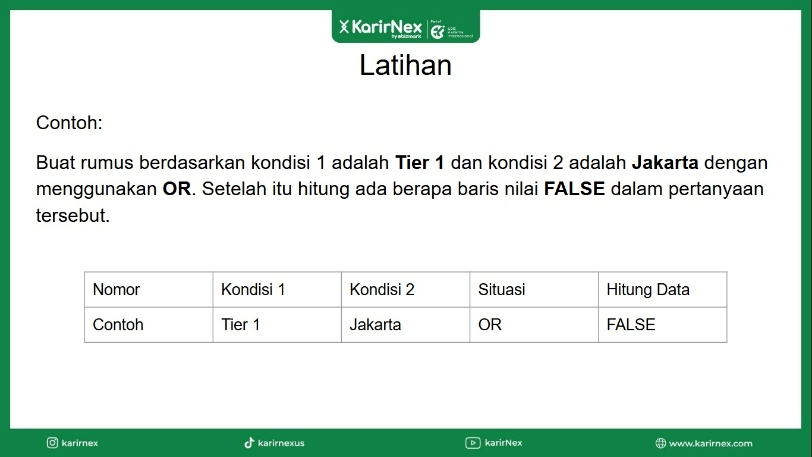 KarirNex
by ebizmark
Latihan
Contoh:
Buat rumus berdasarkan kondisi 1 adalah Tier 1 dan kondisi 2 adalah Jakarta dengan
menggunakan OR. Setelah itu hitung ada berapa baris nilai FALSE dalam pertanyaan
tersebut.
Nomor Kondisi 1 Kondisi 2 Situasi Hitung Data
Contoh Tier 1 Jakarta OR FALSE
karirnex karirnexus karirNex www.karirnex.com